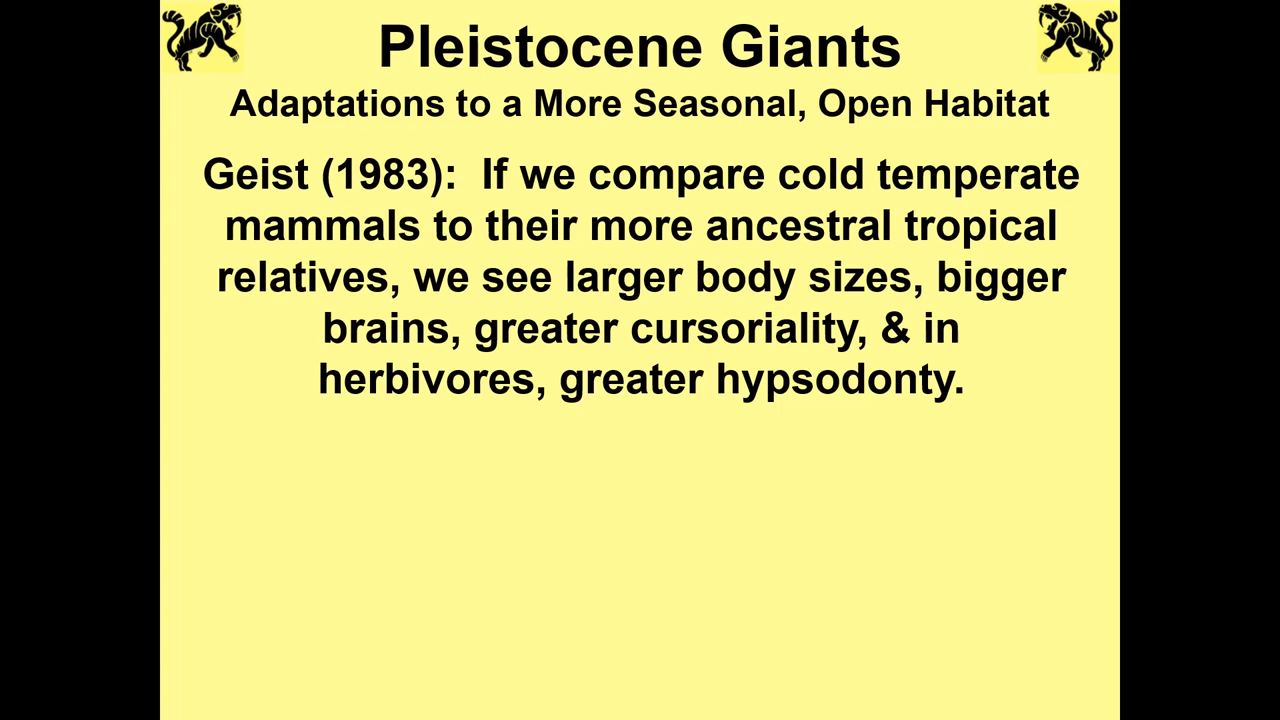 Pleistocene Giants
Adaptations to a More Seasonal, Open Habitat
Geist (1983):  If we compare cold temperate
mammals to their more ancestral tropical
relatives, we see larger body sizes, bigger
brains, greater cursoriality, & in
herbivores, greater hypsodonty.